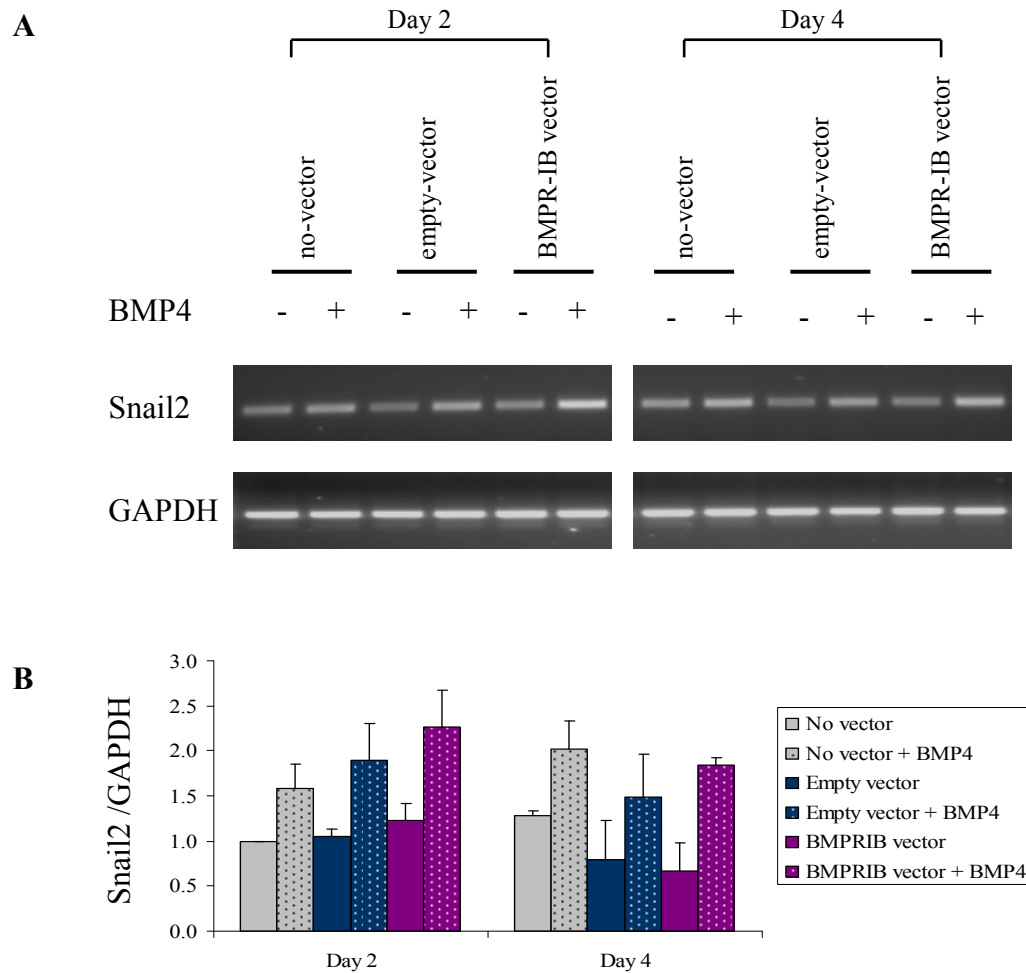 A
Day 2
Day 4
no-vector
empty-vector
BMPR-IB vector
no-vector
empty-vector
BMPR-IB vector
BMP4
- + - + - + - + - + - +
Snail2
GAPDH
B
Snail2 /GAPDH
3.0
2.5
2.0
1.5
1.0
0.5
0.0
Day 2
Day 4
No vector
No vector + BMP4
Empty vector
Empty vector + BMP4
BMPRIB vector
BMPRIB vector + BMP4